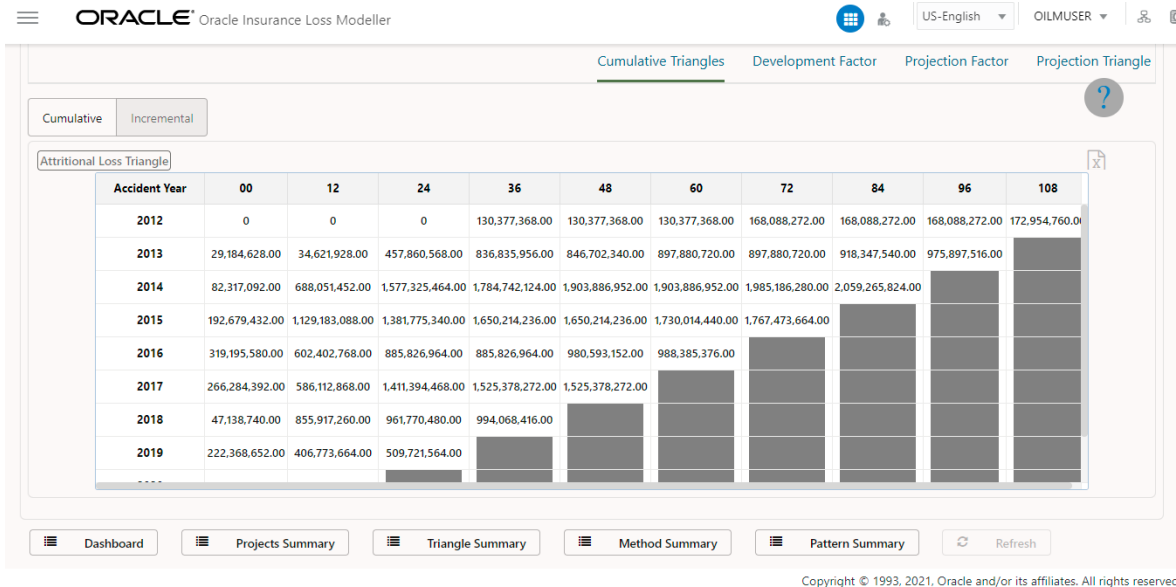 ORACLE® Oracle Insurance Loss Modeller US-English OILMUSER
Cumulative Triangles Development Factor Projection Factor Projection Triangle
?
Cumulative Incremental
Attritional Loss Triangle
Accident Year 00 12 24 36 48 60 72 84 96 108
2012 0 0 0 130,377,368.00 130,377,368.00 130,377,368.00 168,088,272.00 168,088,272.00 168,088,272.00 172,954,760.0
2013 29,184,628.00 34,621,928.00 457,860,568.00 836,835,956.00 846,702,340.00 897,880,720.00 897,880,720.00 918,347,540.00 975,897,516.00
2014 82,317,092.00 688,051,452.00 1,577,325,464.00 1,784,742,124.00 1,903,886,952.00 1,903,886,952.00 1,985,186,280.00 2,059,265,824.00
2015 192,679,432.00 1,129,183,088.00 1,381,775,340.00 1,650,214,236.00 1,650,214,236.00 1,730,014,440.00 1,767,473,664.00
2016 319,195,580.00 602,402,768.00 885,826,964.00 885,826,964.00 980,593,152.00 988,385,376.00
2017 266,284,392.00 586,112,868.00 1,411,394,468.00 1,525,378,272.00 1,525,378,272.00
2018 47,138,740.00 855,917,260.00 961,770,480.00 994,068,416.00
2019 222,368,652.00 406,773,664.00 509,721,564.00
Dashboard Projects Summary Triangle Summary Method Summary Pattern Summary Refresh
Copyright © 1993, 2021, Oracle and/or its affiliates. All rights reserved